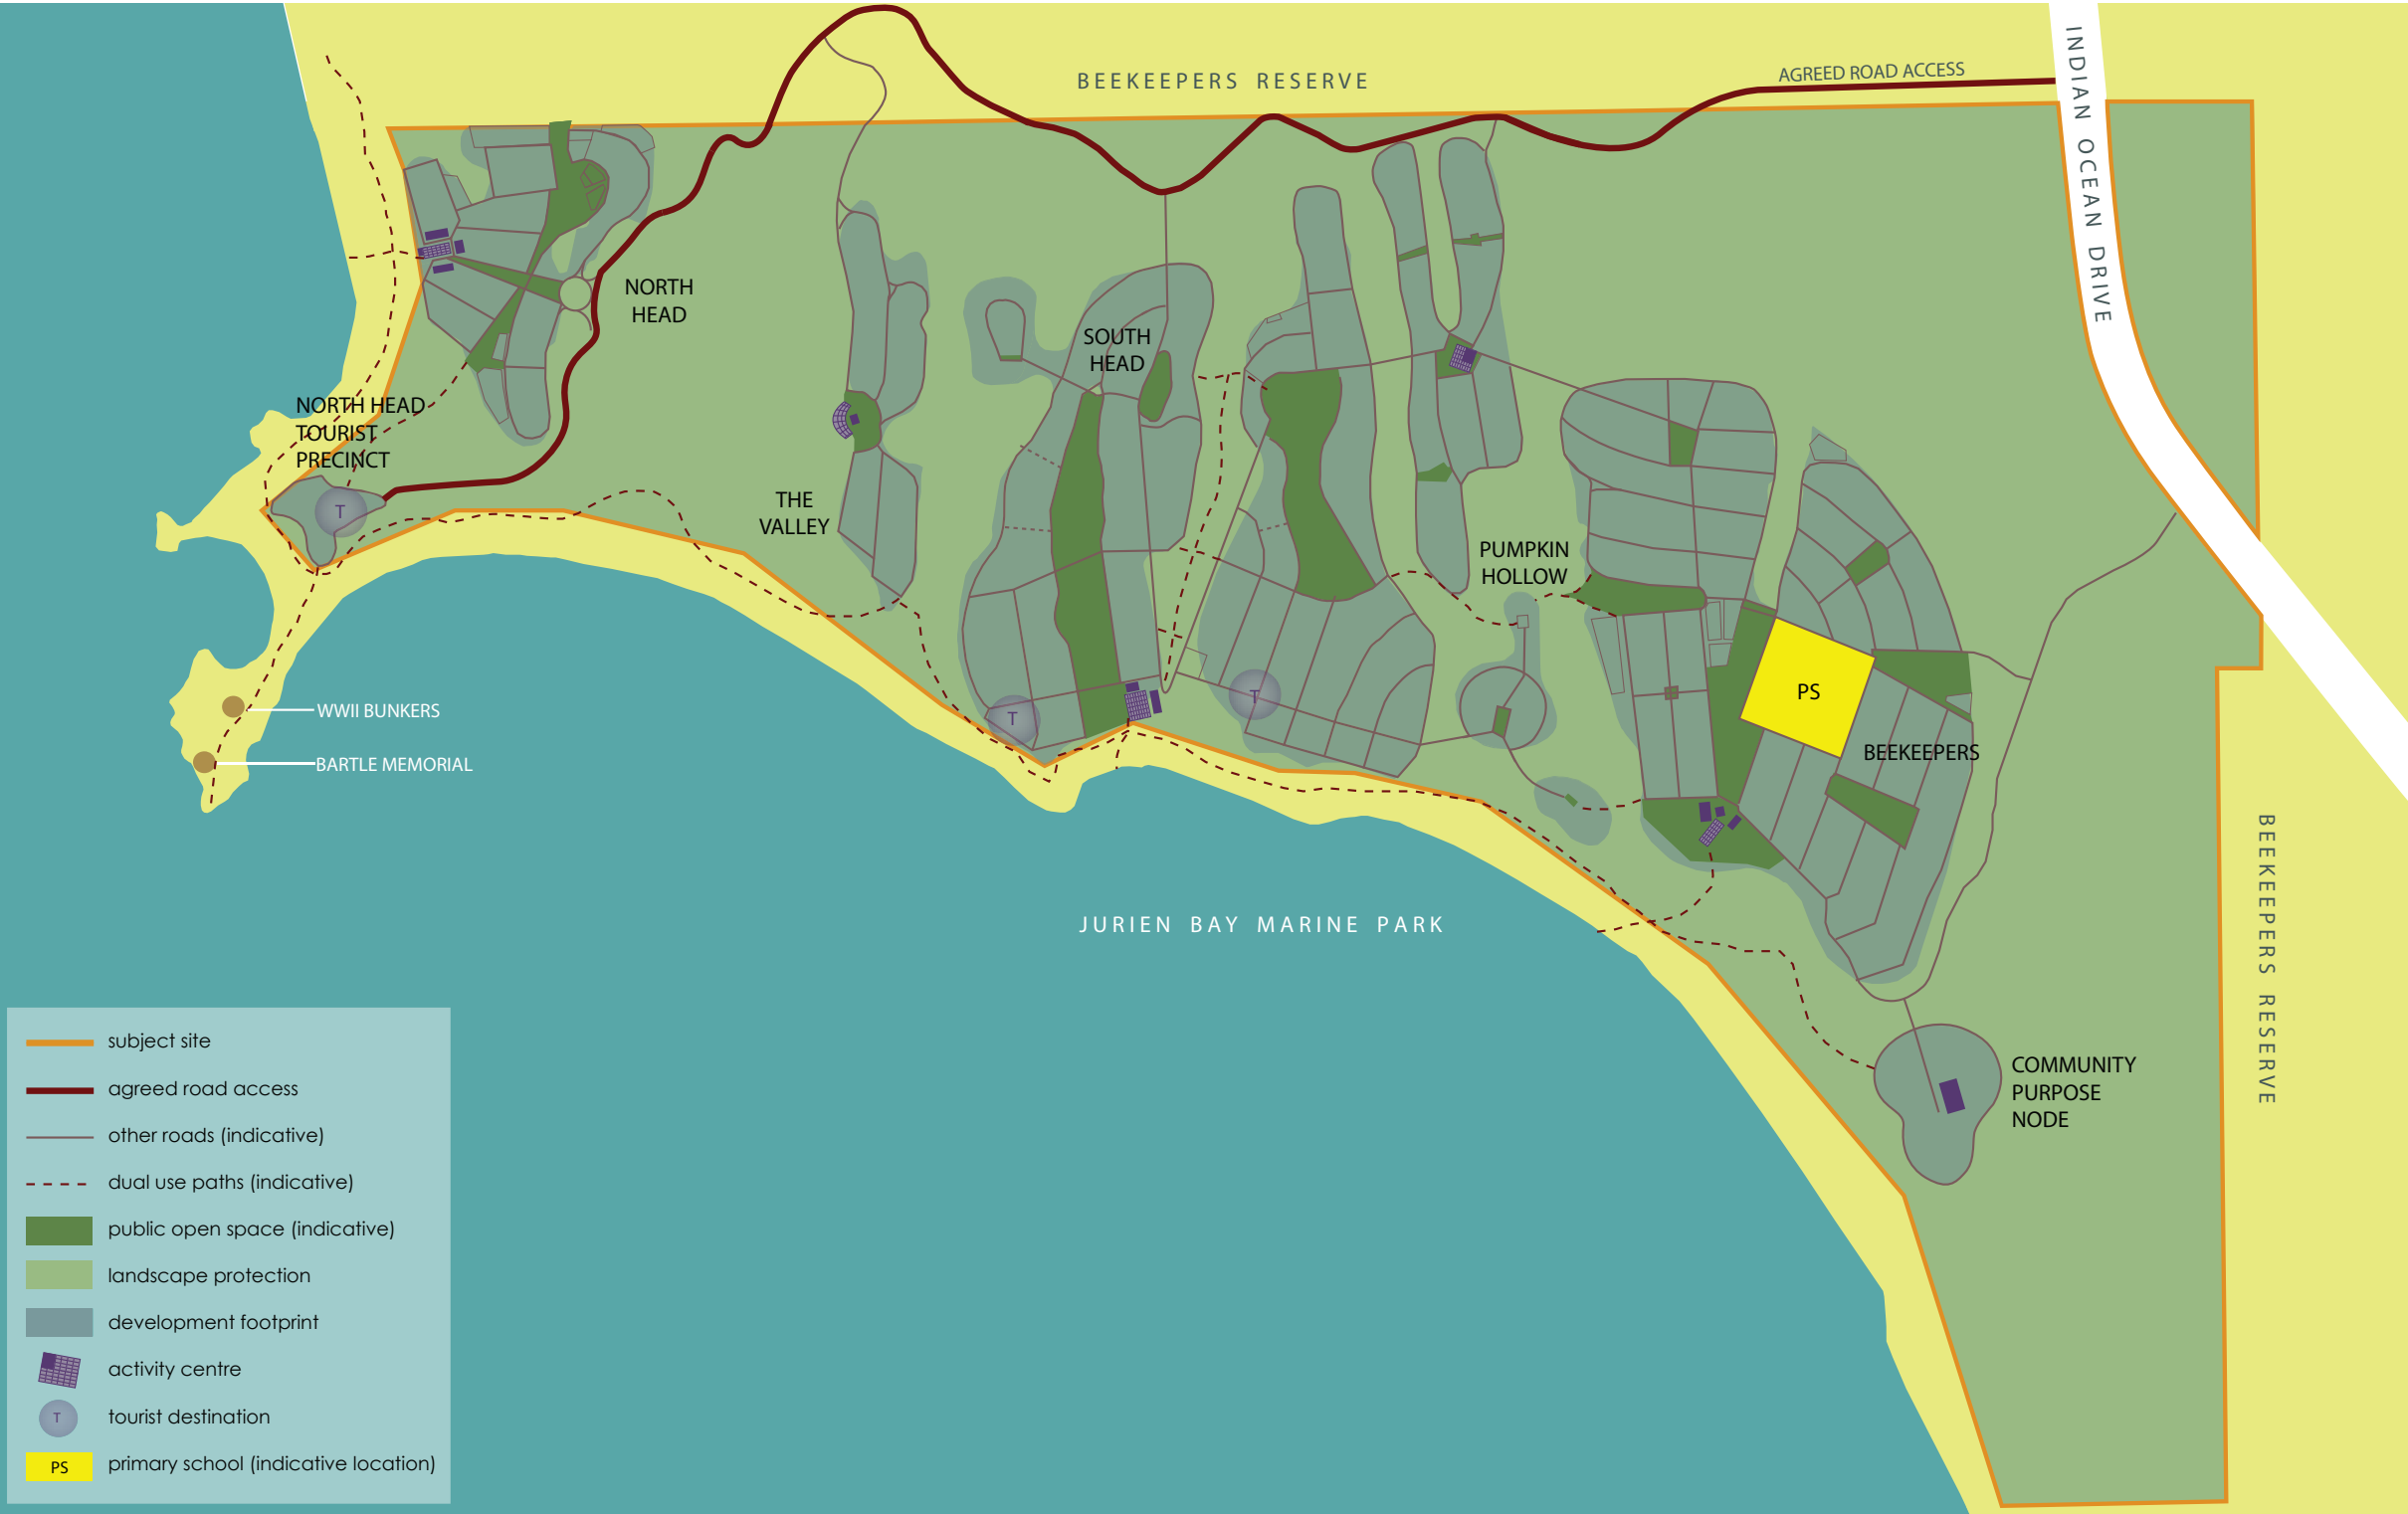 BEEKEEPERS RESERVE
AGREED ROAD ACCESS
INDIAN OCEAN DRIVE
NORTH
HEAD
SOUTH
HEAD
NORTH HEAD
TOURIST
PRECINCT
T
THE
VALLEY
PUMPKIN
HOLLOW
T
T
PS
BEEKEEPERS
WWII BUNKERS
BARTLE MEMORIAL
JURIEN BAY MARINE PARK
BEEKEEPERS RESERVE
COMMUNITY
PURPOSE
NODE
subject site
agreed road access
other roads (indicative)
dual use paths (indicative)
public open space (indicative)
landscape protection
development footprint
activity centre
T tourist destination
PS primary school (indicative location)